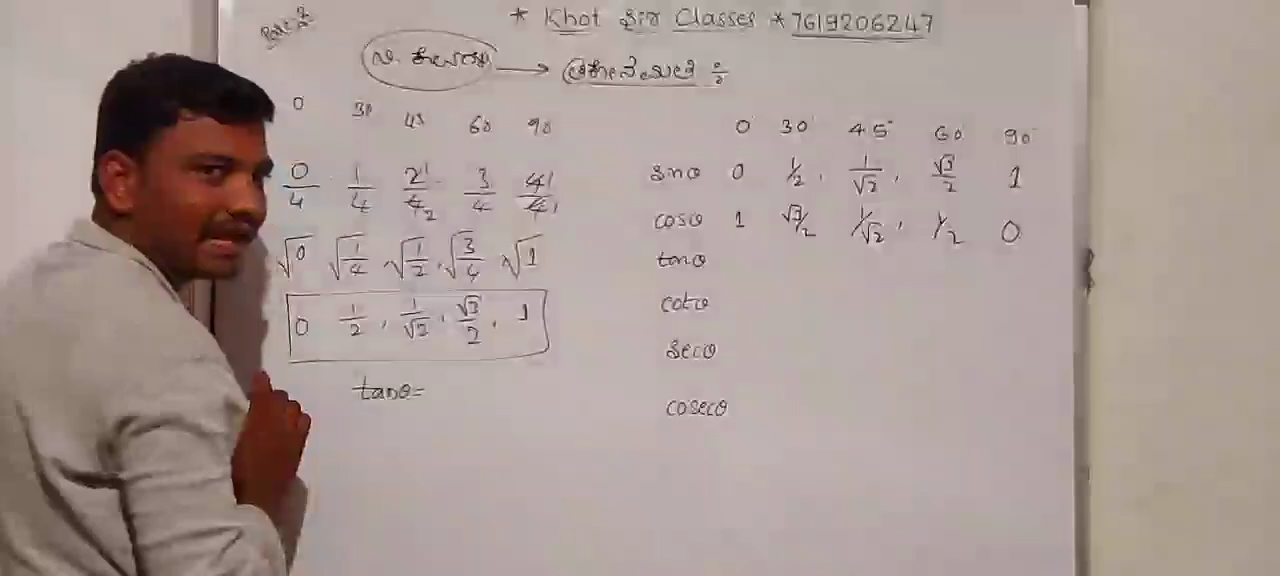 Part 2
* Khot Sir Classes * 7619206247
0 30 45 60 90
0/4 1/4 2/4 3/4 4/4
√0 √1/4 , √1/2 , √3/4 √1
0 1/2 , 1/√2 , √3/2 , 1
tanθ=
0 30° 45° 60° 90°
sinθ 0 1/2 , 1/√2 , √3/2 1
cosθ 1 √3/2 1/√2 , 1/2 0
tanθ
cotθ
secθ
cosecθ